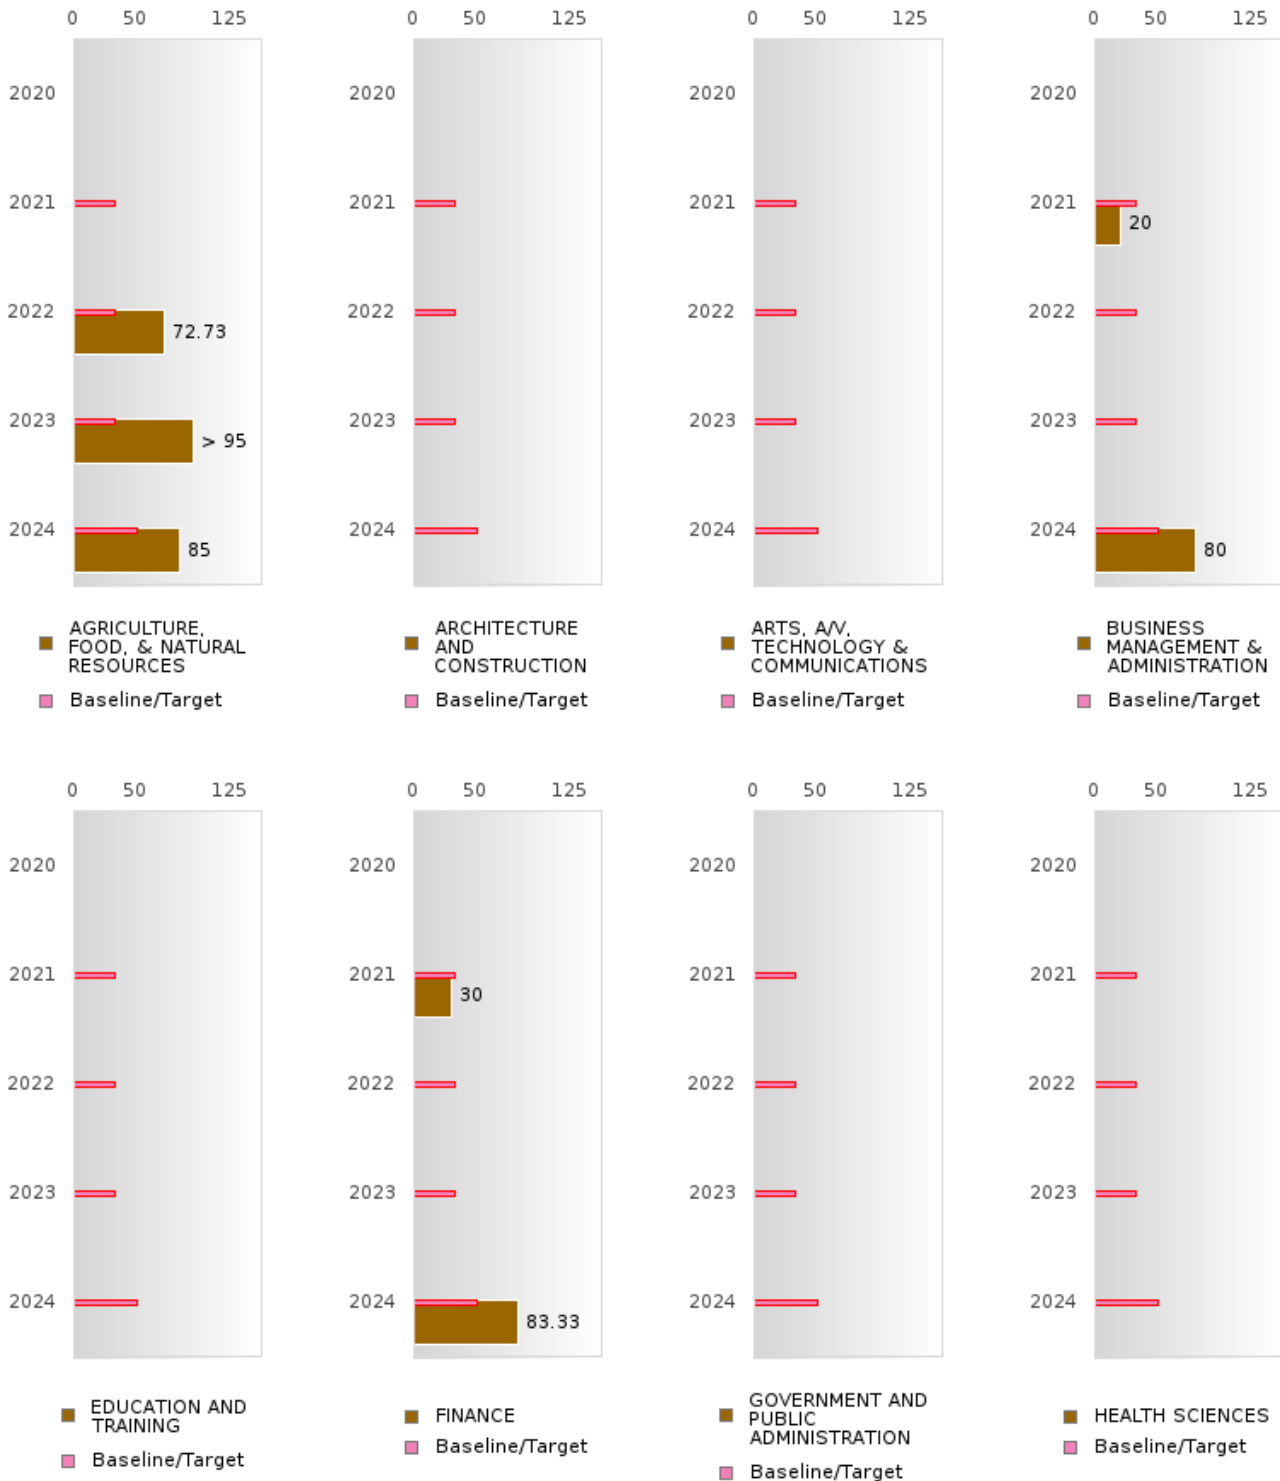 0 50 125
2020
2021
2022
72.73
2023
> 95
2024
85
AGRICULTURE,
FOOD, & NATURAL
RESOURCES
Baseline/Target
0 50 125
2020
2021
2022
2023
2024
ARCHITECTURE
AND
CONSTRUCTION
Baseline/Target
0 50 125
2020
2021
2022
2023
2024
ARTS, A/V,
TECHNOLOGY &
COMMUNICATIONS
Baseline/Target
0 50 125
2020
2021
20
2022
2023
2024
80
BUSINESS
MANAGEMENT &
ADMINISTRATION
Baseline/Target
0 50 125
2020
2021
2022
2023
2024
EDUCATION AND
TRAINING
Baseline/Target
0 50 125
2020
2021
30
2022
2023
2024
83.33
FINANCE
Baseline/Target
0 50 125
2020
2021
2022
2023
2024
GOVERNMENT AND
PUBLIC
ADMINISTRATION
Baseline/Target
0 50 125
2020
2021
2022
2023
2024
HEALTH SCIENCES
Baseline/Target